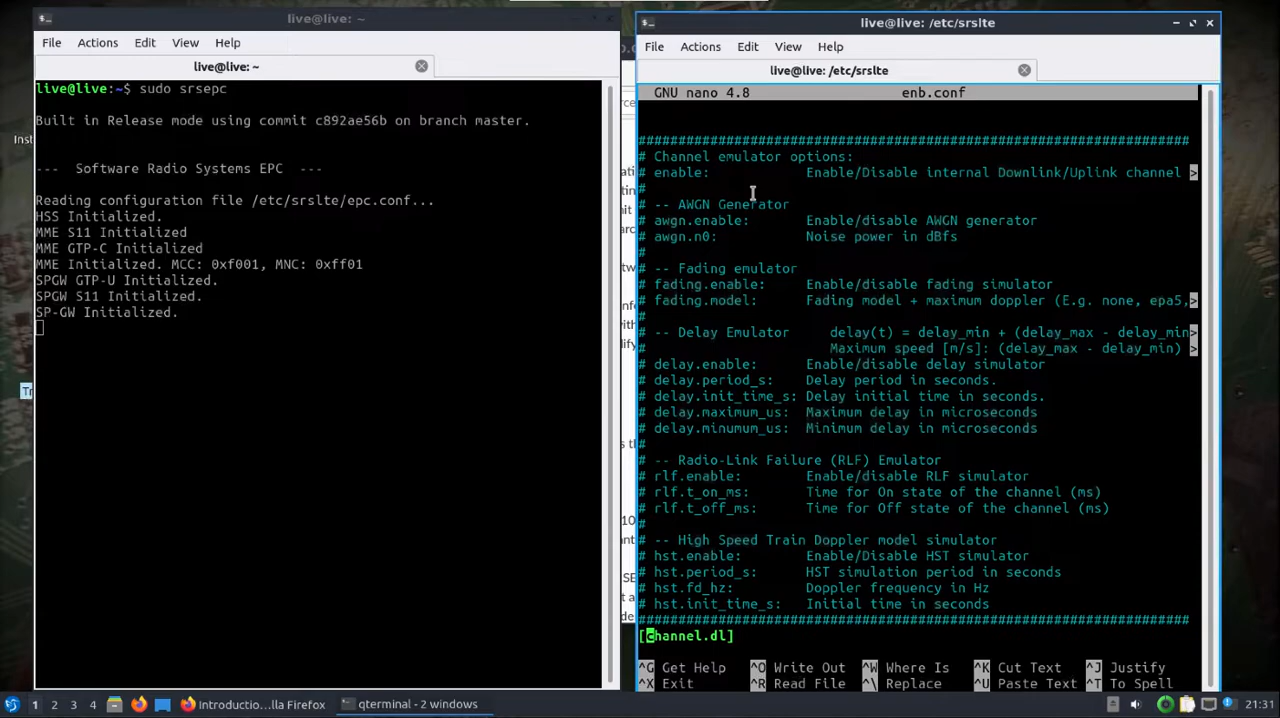 live@live: ~
File Actions Edit View Help
live@live: ~
live@live:~$ sudo srsepc
Built in Release mode using commit c892ae56b on branch master.
--- Software Radio Systems EPC ---
Reading configuration file /etc/srslte/epc.conf...
HSS Initialized.
MME S11 Initialized
MME GTP-C Initialized
MME Initialized. MCC: 0xf001, MNC: 0xff01
SPGW GTP-U Initialized.
SPGW S11 Initialized.
SP-GW Initialized.
live@live: /etc/srslte
File Actions Edit View Help
live@live: /etc/srslte
GNU nano 4.8 enb.conf
#####################################################################
# Channel emulator options:
# enable: Enable/Disable internal Downlink/Uplink channel >
#
# -- AWGN Generator
# awgn.enable: Enable/disable AWGN generator
# awgn.n0: Noise power in dBfs
#
# -- Fading emulator
# fading.enable: Enable/disable fading simulator
# fading.model: Fading model + maximum doppler (E.g. none, epa5,>
#
# -- Delay Emulator delay(t) = delay_min + (delay_max - delay_min>
# Maximum speed [m/s]: (delay_max - delay_min) >
# delay.enable: Enable/disable delay simulator
# delay.period_s: Delay period in seconds.
# delay.init_time_s: Delay initial time in seconds.
# delay.maximum_us: Maximum delay in microseconds
# delay.minumum_us: Minimum delay in microseconds
#
# -- Radio-Link Failure (RLF) Emulator
# rlf.enable: Enable/disable RLF simulator
# rlf.t_on_ms: Time for On state of the channel (ms)
# rlf.t_off_ms: Time for Off state of the channel (ms)
#
# -- High Speed Train Doppler model simulator
# hst.enable: Enable/Disable HST simulator
# hst.period_s: HST simulation period in seconds
# hst.fd_hz: Doppler frequency in Hz
# hst.init_time_s: Initial time in seconds
#####################################################################
[channel.dl]
^G Get Help ^O Write Out ^W Where Is ^K Cut Text ^J Justify
^X Exit ^R Read File ^\ Replace ^U Paste Text ^T To Spell
1 2 3 4 Introductio...lla Firefox qterminal - 2 windows 21:31